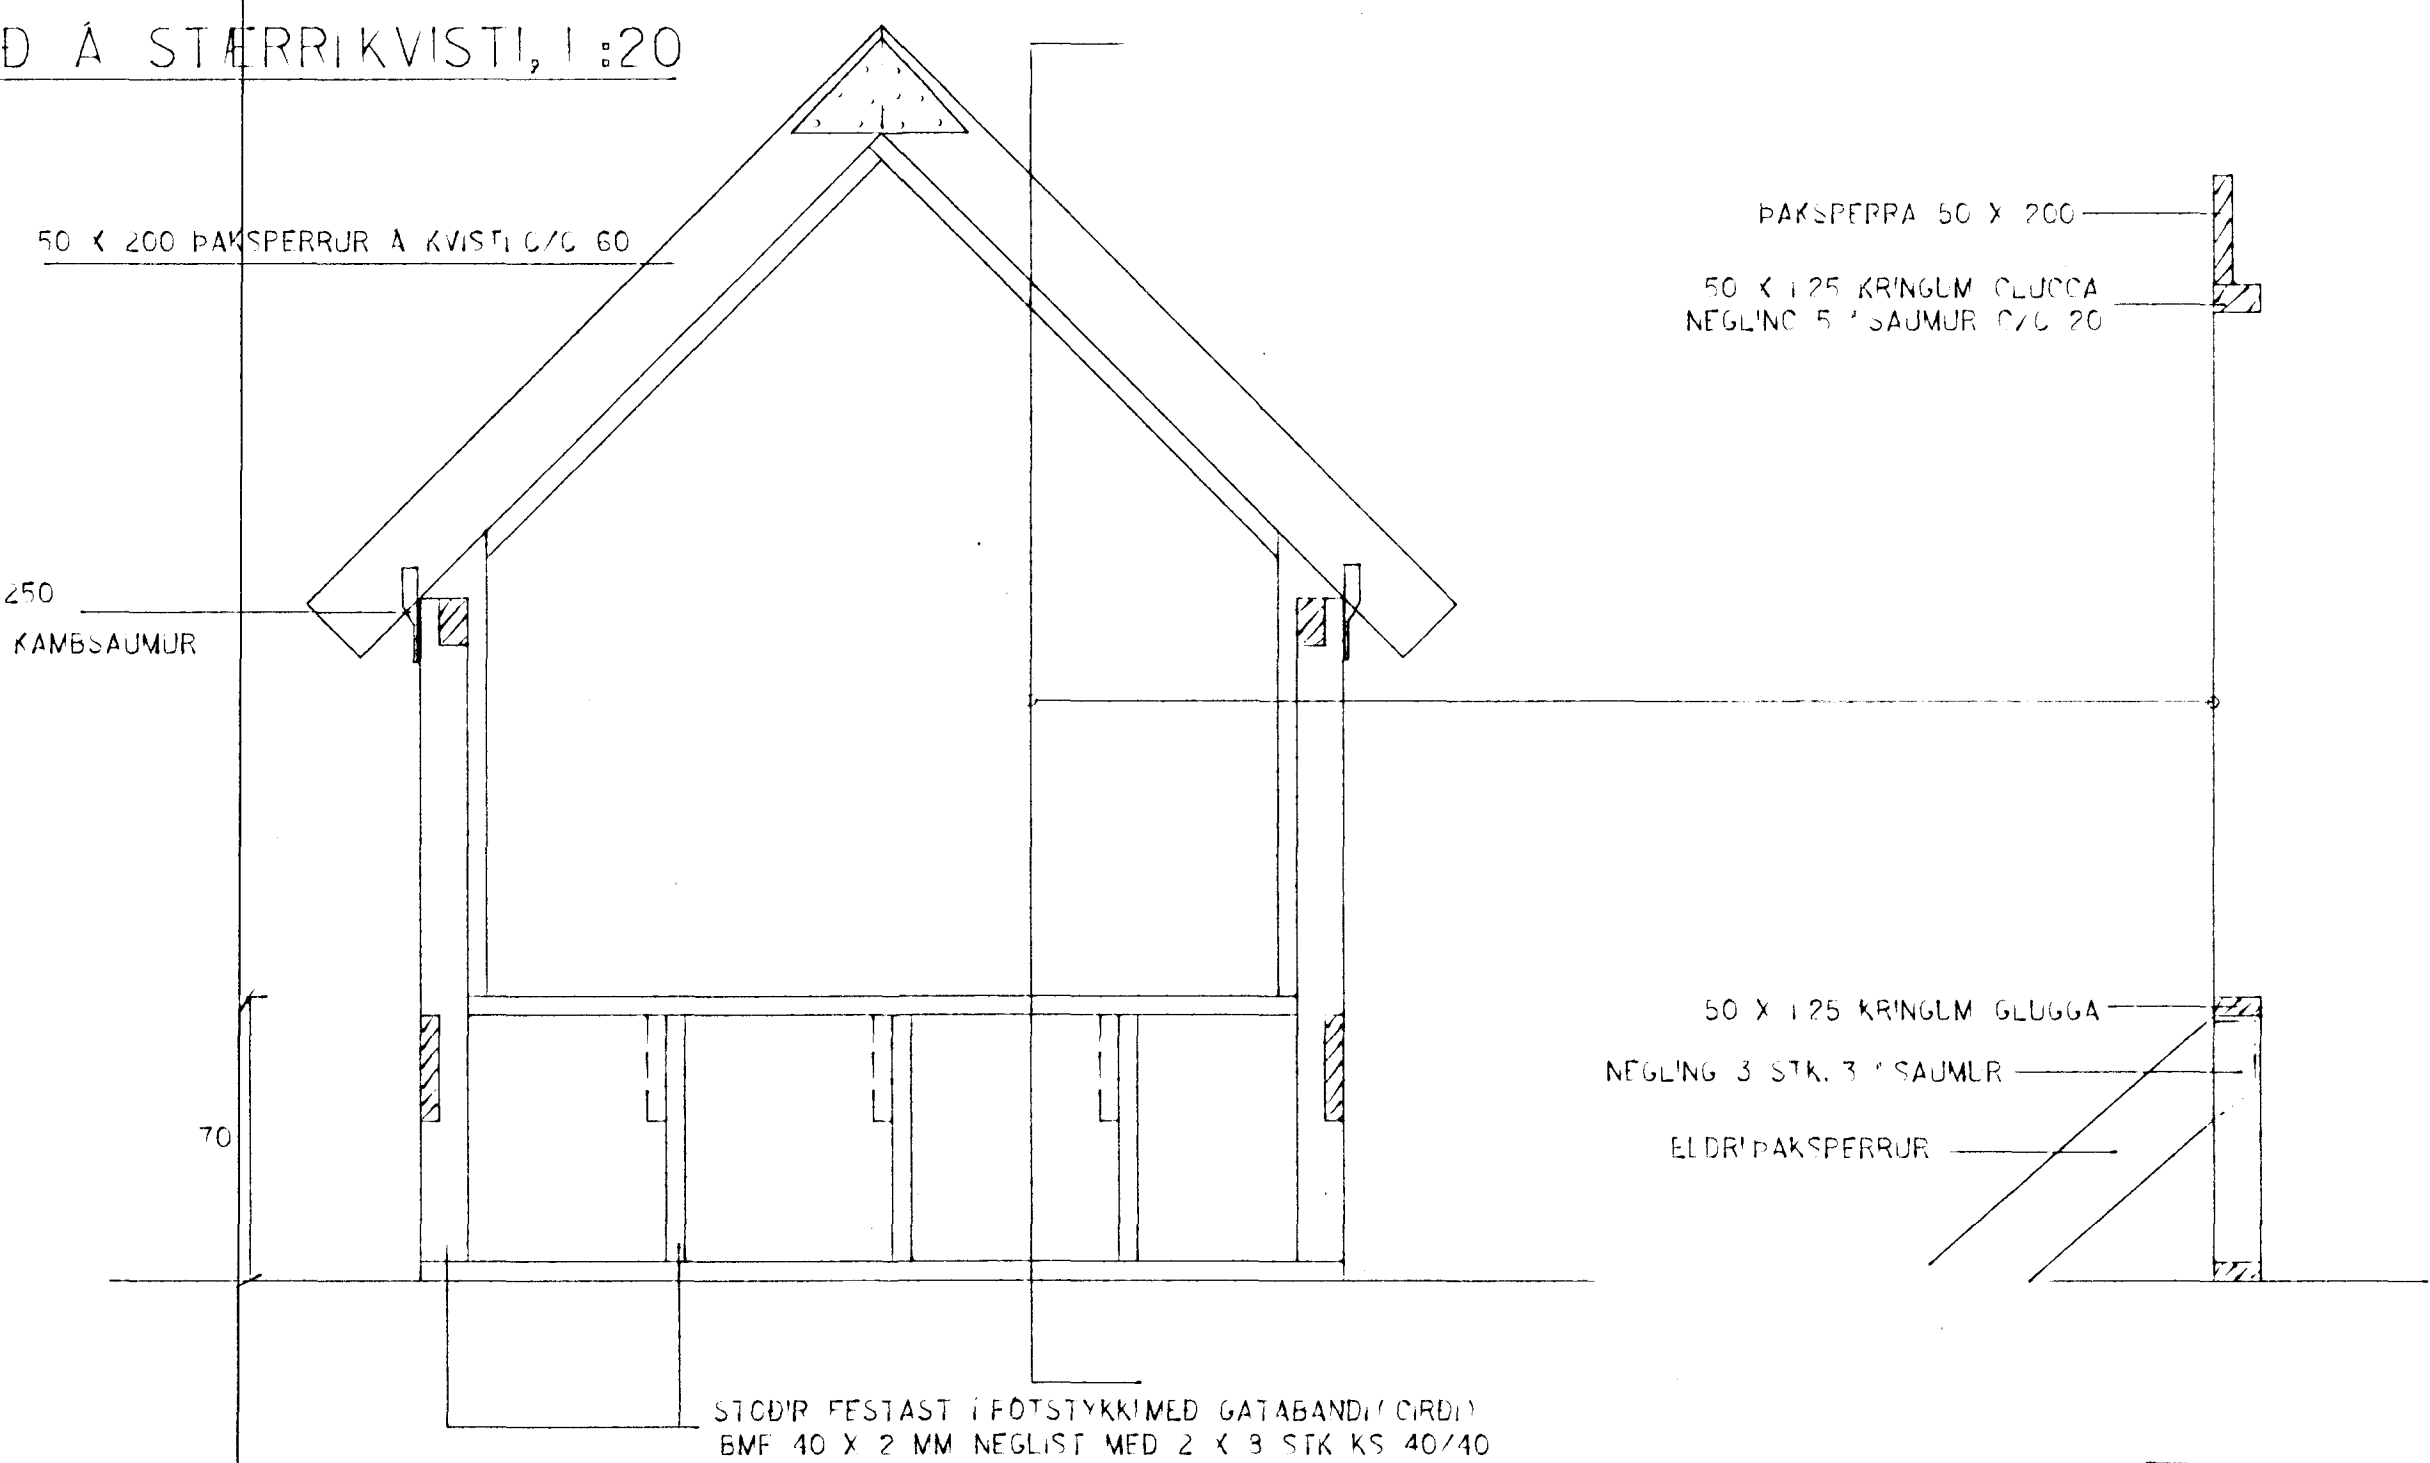 Ð Á STÆRRI KVISTI, 1:20
50 X 200 ÞAKSPERRUR Á KVISTI C/C 60
ÞAKSPERRA 50 X 200
50 X 125 KRINGUM GLUGGA
NEGLING 5" SAUMUR C/C 20
250
KAMBSAUMUR
50 X 125 KRINGUM GLUGGA
NEGLING 3 STK. 3" SAUMUR
70
ELDRI ÞAKSPERRUR
STOÐIR FESTAST Í FÓTSTYKKI MEÐ GATABANDI (GIRÐI)
BMF 40 X 2 MM NEGLIST MEÐ 2 X 8 STK KS 40/40